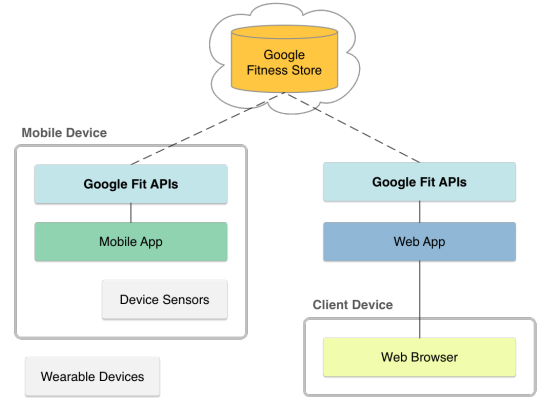 Google
Fitness Store
Mobile Device
Google Fit APIs
Mobile App
Device Sensors
Wearable Devices
Google Fit APIs
Web App
Client Device
Web Browser